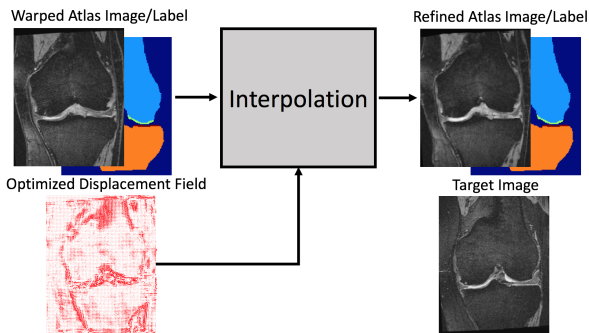 Warped Atlas Image/Label
Refined Atlas Image/Label
Interpolation
Optimized Displacement Field
Target Image